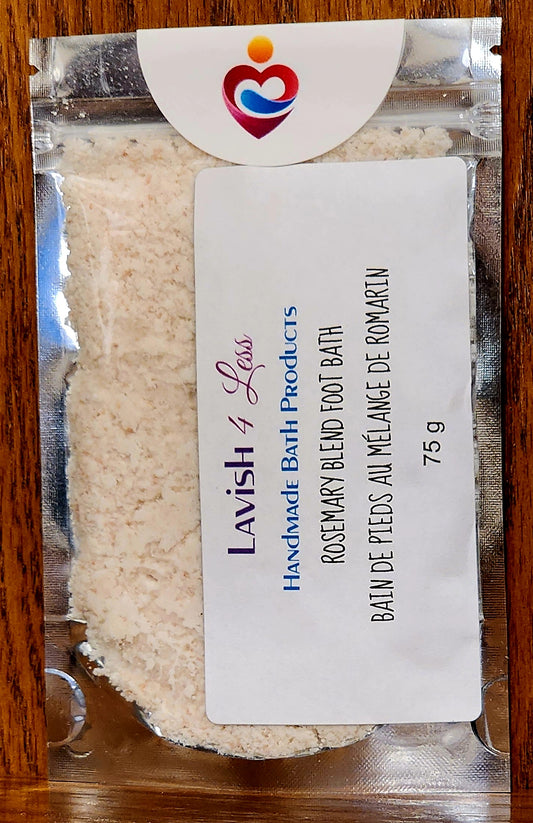 Lavish 4 Less
Handmade Bath Products
ROSEMARY BLEND FOOT BATH
BAIN DE PIEDS AU MÉLANGE DE ROMARIN
75 g